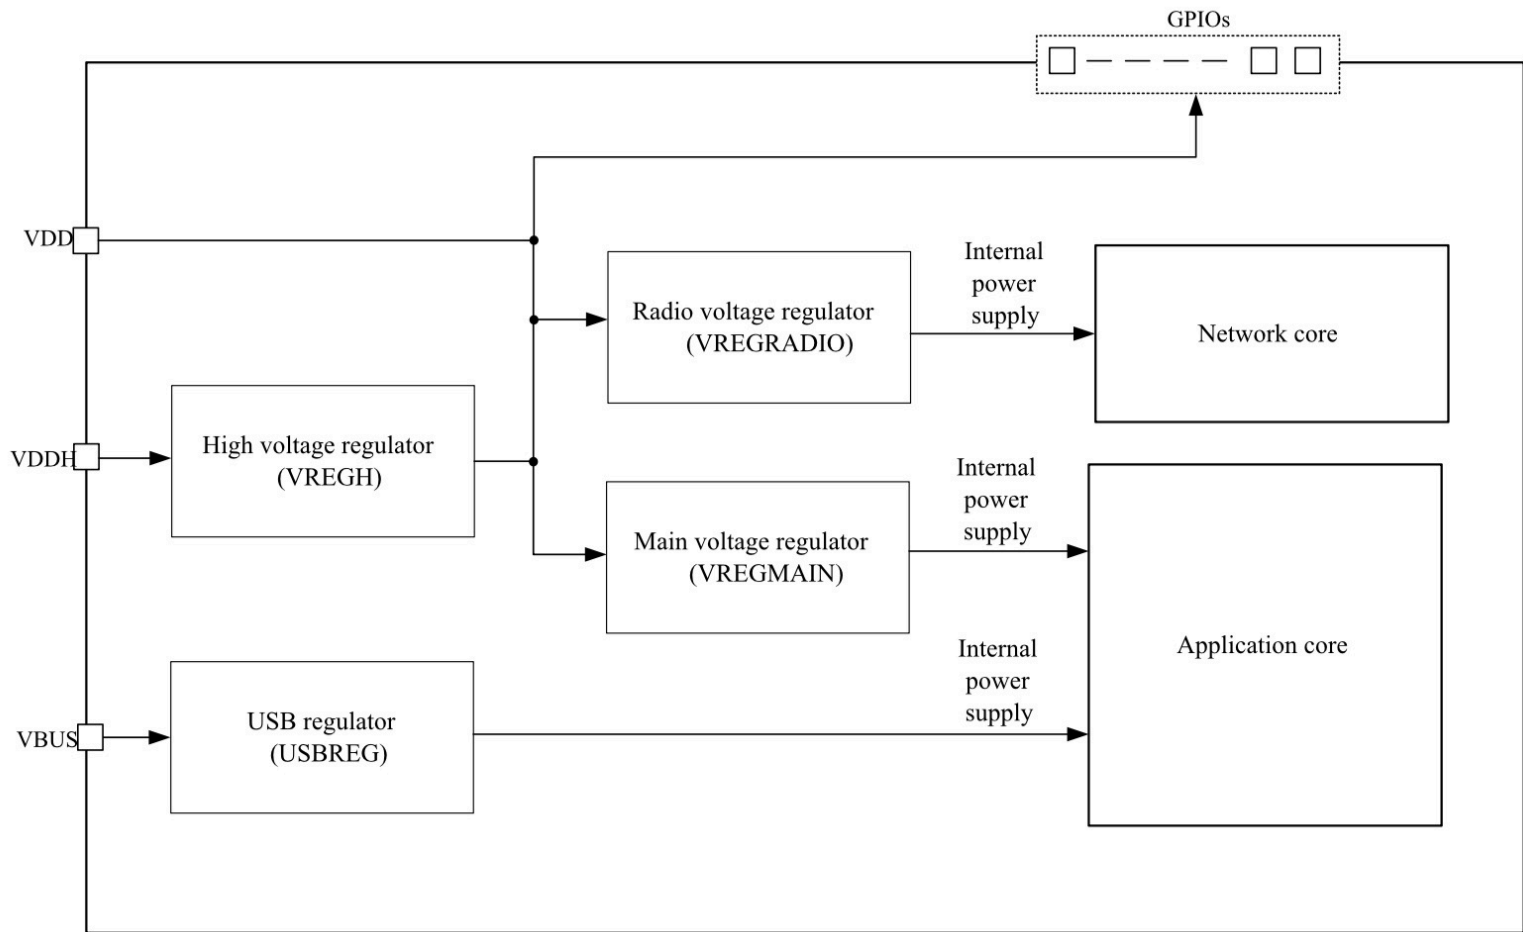 GPIOs
VDD
Radio voltage regulator
(VREGRADIO)
Internal
power
supply
Network core
VDDH
High voltage regulator
(VREGH)
Main voltage regulator
(VREGMAIN)
Internal
power
supply
Application core
VBUS
USB regulator
(USBREG)
Internal
power
supply